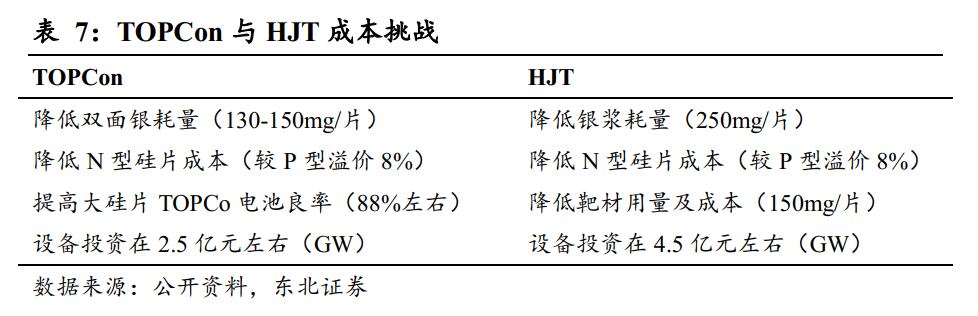 表 7：TOPCon 与 HJT 成本挑战
TOPCon HJT
降低双面银耗量（130-150mg/片） 降低银浆耗量（250mg/片）
降低 N 型硅片成本（较 P 型溢价 8%） 降低 N 型硅片成本（较 P 型溢价 8%）
提高大硅片 TOPCo 电池良率（88%左右） 降低靶材用量及成本（150mg/片）
设备投资在 2.5 亿元左右（GW） 设备投资在 4.5 亿元左右（GW）
数据来源：公开资料，东北证券